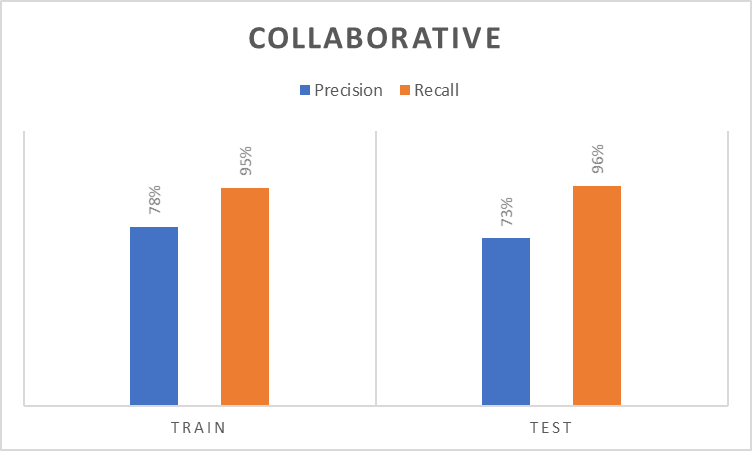 COLLABORATIVE
Precision Recall
78%
95%
73%
96%
TRAIN
TEST